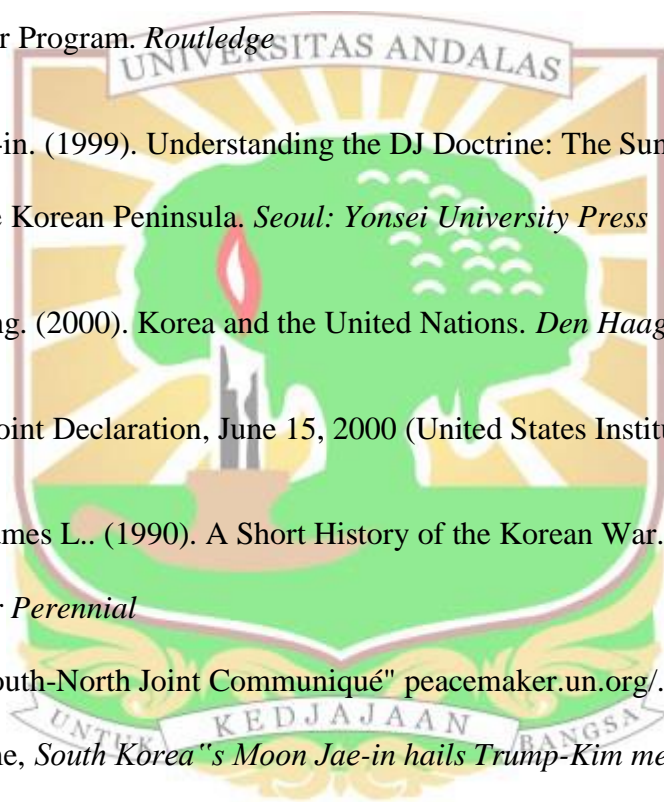 r Program. Routledge
UNIVERSITAS ANDALAS
-in. (1999). Understanding the DJ Doctrine: The Sun
e Korean Peninsula. Seoul: Yonsei University Press
ng. (2000). Korea and the United Nations. Den Haag
oint Declaration, June 15, 2000 (United States Institu
ames L.. (1990). A Short History of the Korean War.
r Perennial
outh-North Joint Communiqué" peacemaker.un.org/.
UNTUK KEDJAJAAN BANGSA
ne, South Korea"s Moon Jae-in hails Trump-Kim me